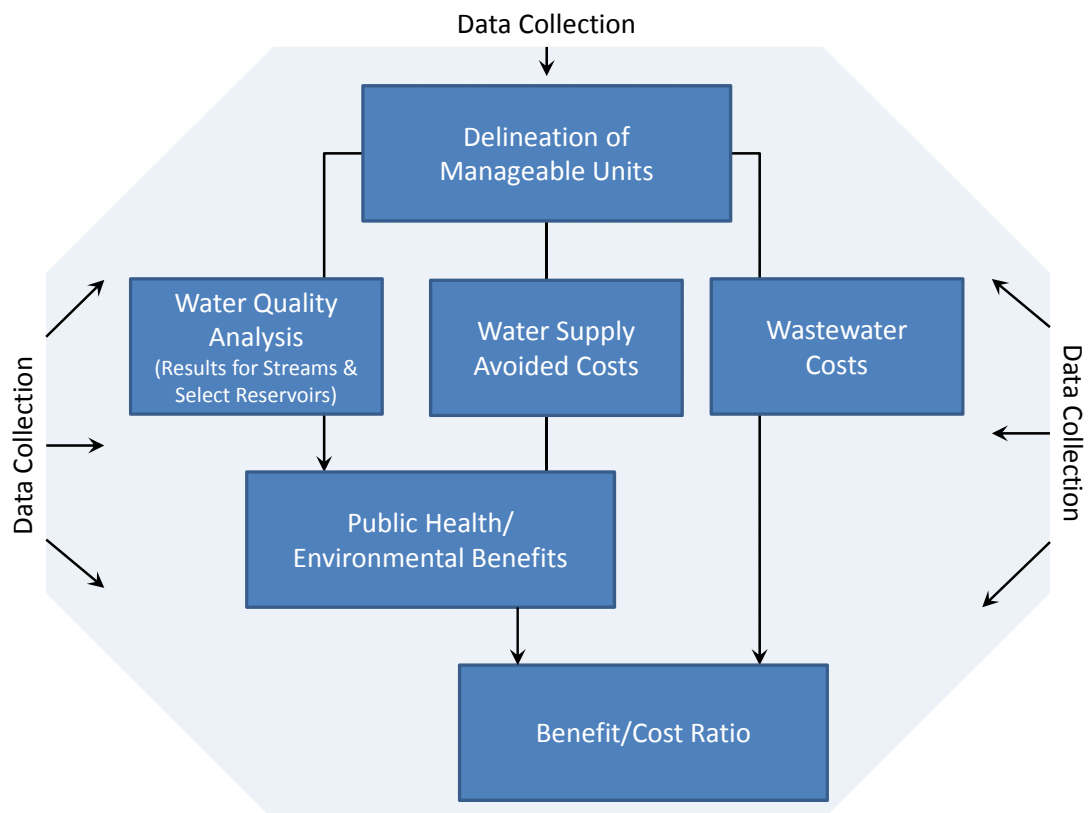 Data Collection
Delineation of
Manageable Units
Water Quality
Analysis
(Results for Streams &
Select Reservoirs)
Water Supply
Avoided Costs
Wastewater
Costs
Data Collection
Data Collection
Public Health/
Environmental Benefits
Benefit/Cost Ratio